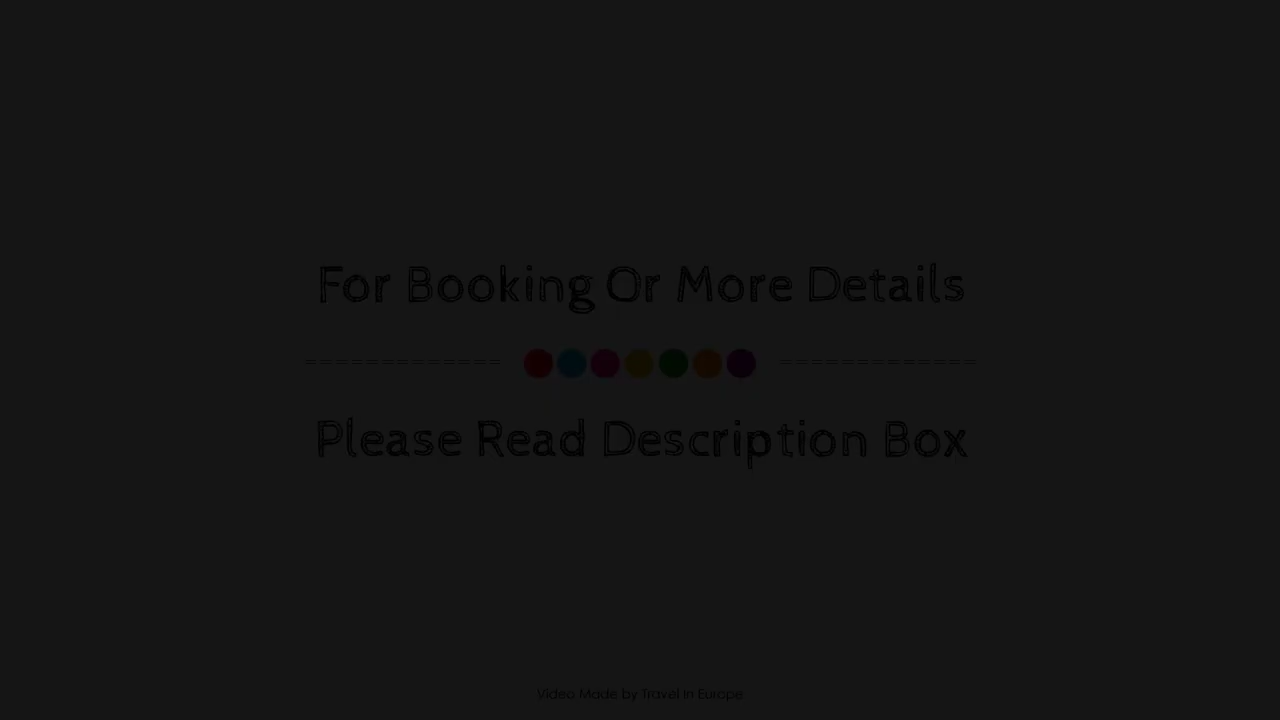 For Booking Or More Details
============= =============
Please Read Description Box
Video Made by Travel In Europe